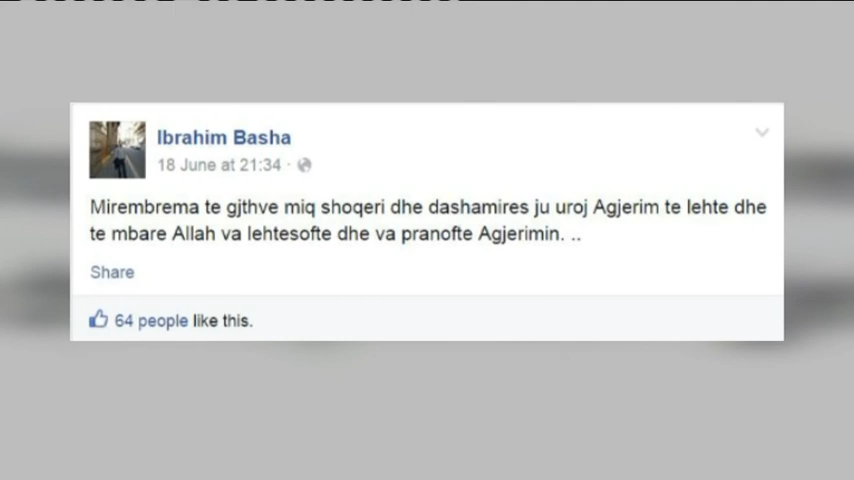 Ibrahim Basha
18 June at 21:34 ·
Mirembrema te gjthve miq shoqeri dhe dashamires ju uroj Agjerim te lehte dhe
te mbare Allah va lehtesofte dhe va pranofte Agjerimin. ..
Share
64 people like this.